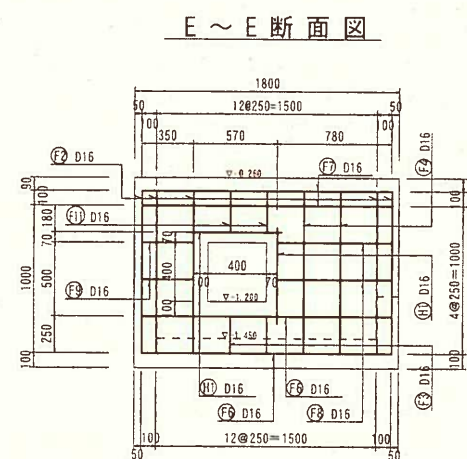 E～E断面図
1800
50 12@250=1500 50
100 100
350 570 780
F2 D16
F7 D16
F4 D16
▽-0.260
90
100
F11 D16
180
70
70
1000
500
400
400
4@250=1000
F9 D16
100 70
▽-1.200
100
H1 D16
250
▽-1.450
100
H1 D16 F6 D16
F6 D16 F8 D16
F3 D16
100 12@250=1500 100
50 50